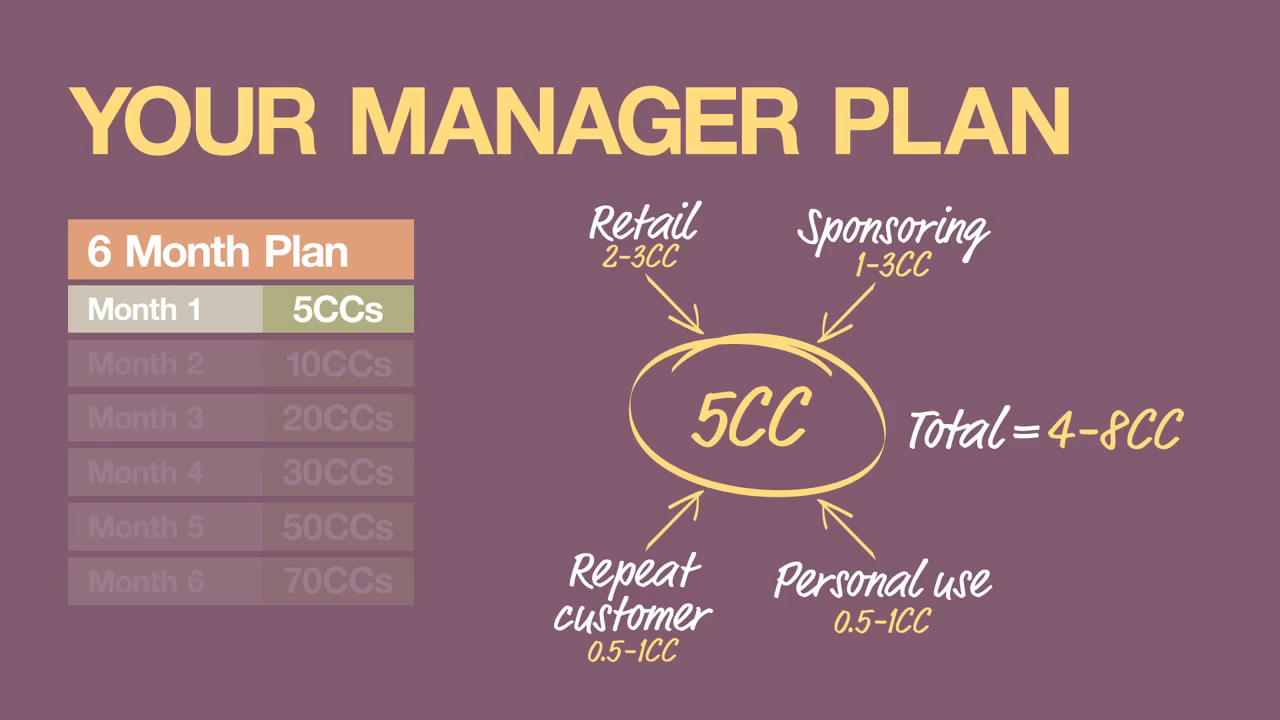 YOUR MANAGER PLAN
6 Month Plan
Month 1 5CCs
Month 2 10CCs
Month 3 20CCs
Month 4 30CCs
Month 5 50CCs
Month 6 70CCs
Retail
2-3CC
Sponsoring
1-3CC
5CC
Total = 4-8CC
Repeat
customer
0.5-1CC
Personal use
0.5-1CC